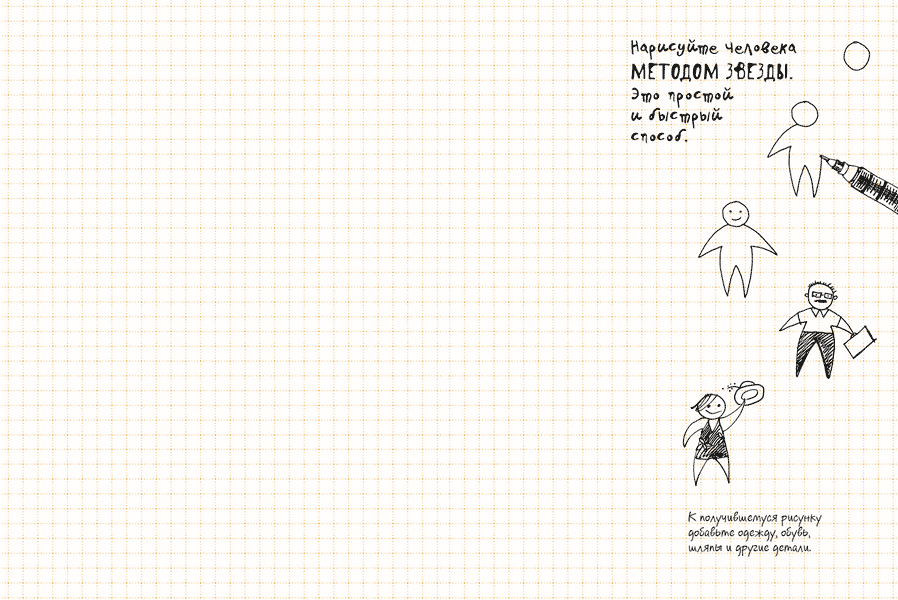 Нарисуйте человека
МЕТОДОМ ЗВЕЗДЫ.
Это простой
и быстрый
способ.
К получившемуся рисунку
добавьте одежду, обувь,
шляпы и другие детали.